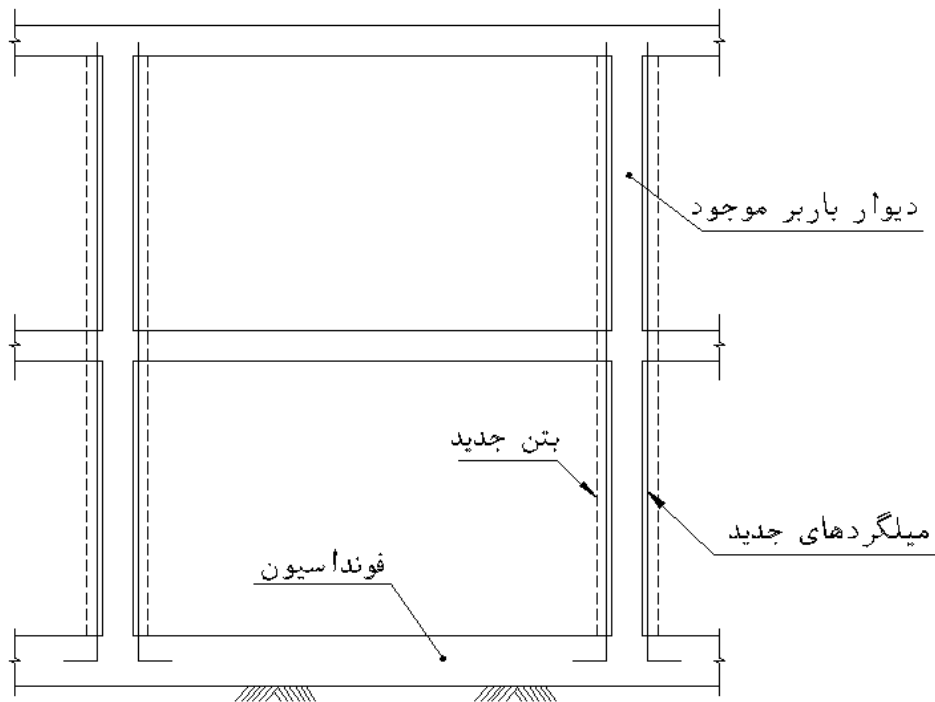 دیوار باربر موجود
بتن جدید
میلگردهای جدید
فونداسیون